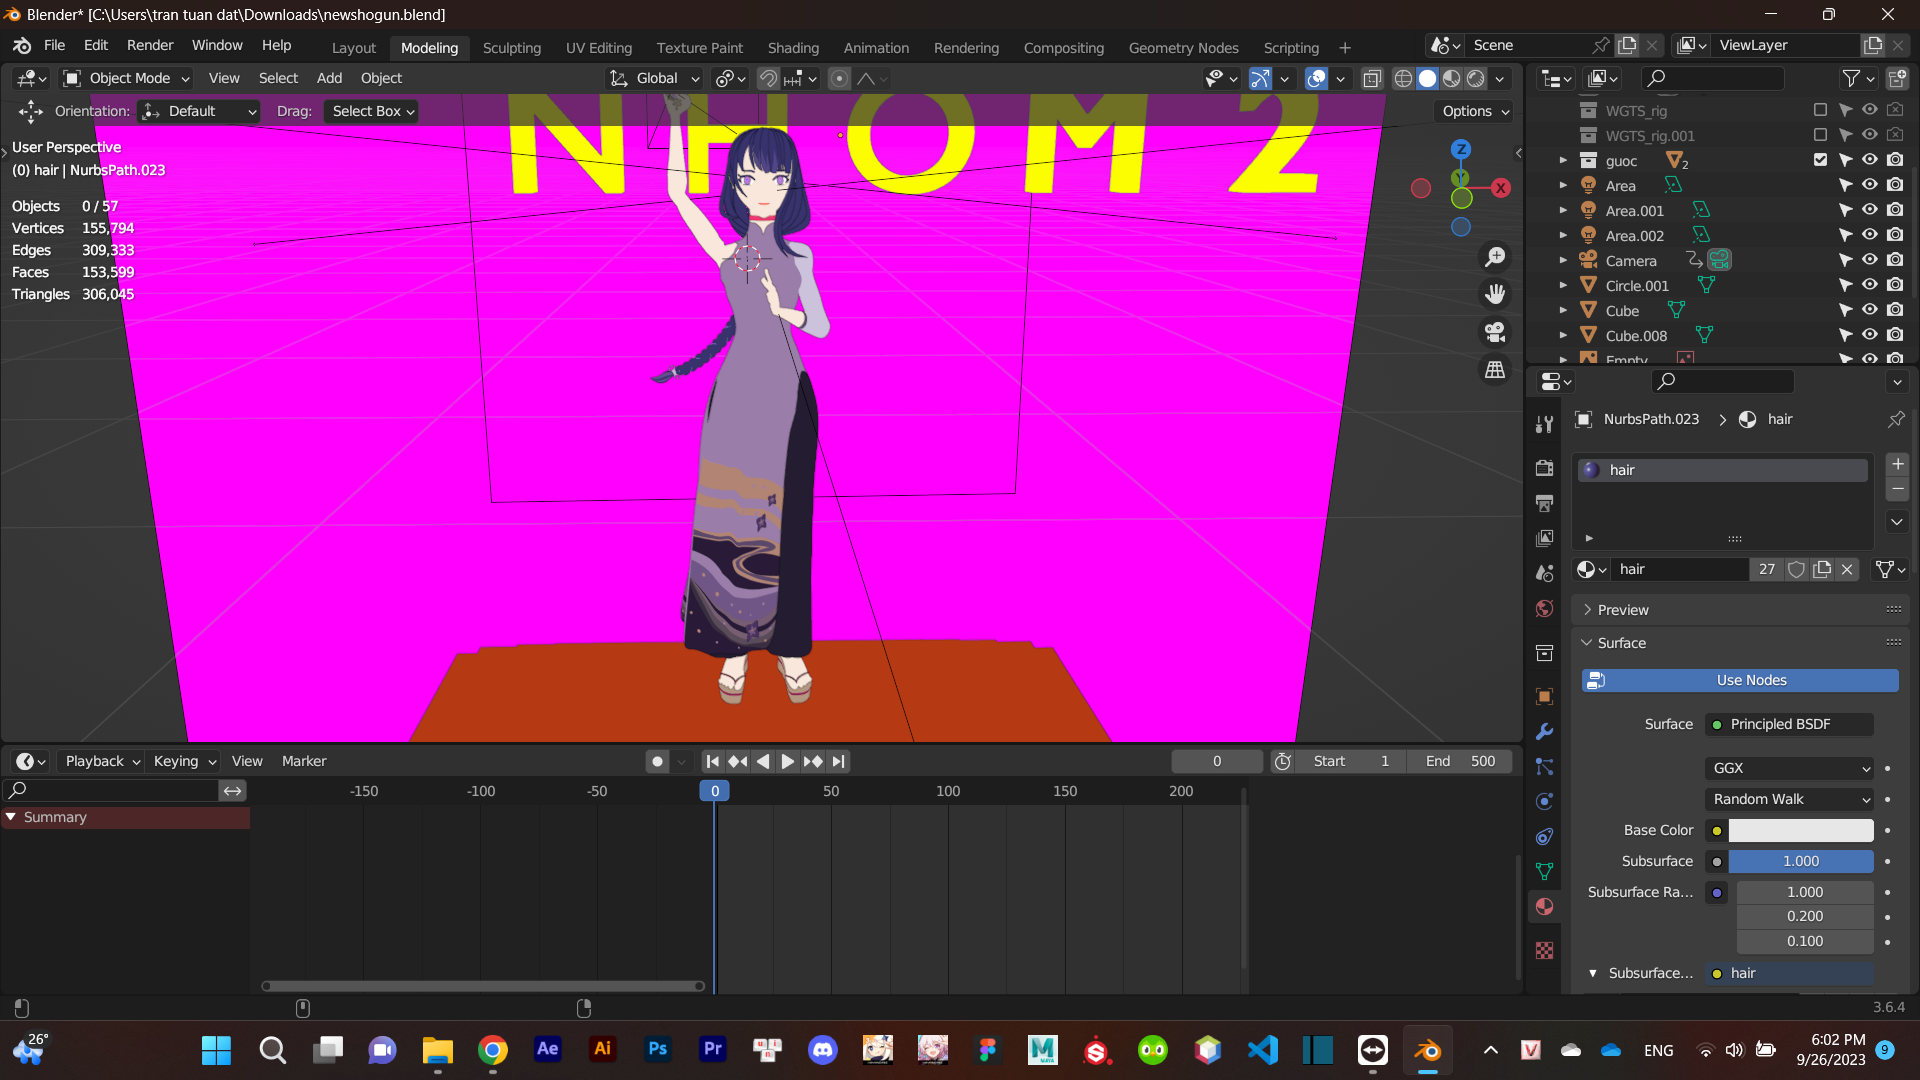 Blender* [C:\Users\tran tuan dat\Downloads\newshogun.blend]
File Edit Render Window Help
Layout Modeling Sculpting UV Editing Texture Paint Shading Animation Rendering Compositing Geometry Nodes Scripting +
Scene
ViewLayer
Object Mode View Select Add Object
Global
Orientation: Default Drag: Select Box
Options
NHOM 2
User Perspective
(0) hair | NurbsPath.023
Objects 0 / 57
Vertices 155,794
Edges 309,333
Faces 153,599
Triangles 306,045
Z
Y
X
WGTS_rig
WGTS_rig.001
guoc 2
Area
Area.001
Area.002
Camera
Circle.001
Cube
Cube.008
Empty
NurbsPath.023 > hair
hair
hair 27
Preview
Surface
Use Nodes
Surface Principled BSDF
GGX
Random Walk
Base Color
Subsurface 1.000
Subsurface Ra... 1.000
0.200
0.100
Subsurface... hair
Playback Keying View Marker
0 Start 1 End 500
-150 -100 -50 0 50 100 150 200
Summary
3.6.4
26°
Ae Ai Ps Pr
MAYA
ENG
6:02 PM
9/26/2023
9